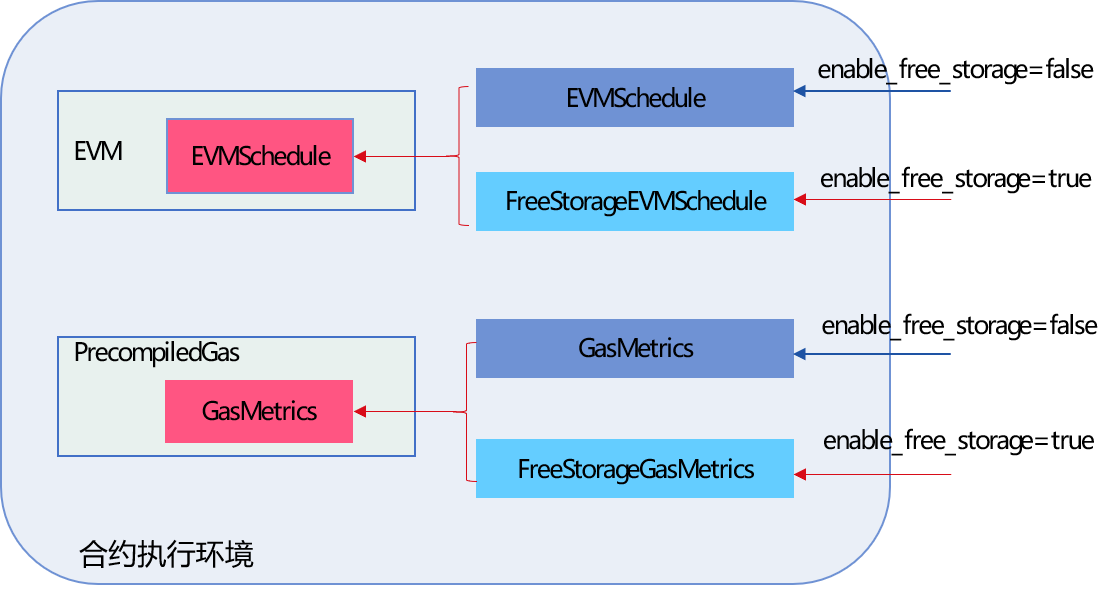 enable_free_storage=false
EVMSchedule
EVM
EVMSchedule
enable_free_storage=true
FreeStorageEVMSchedule
enable_free_storage=false
GasMetrics
PrecompiledGas
GasMetrics
enable_free_storage=true
FreeStorageGasMetrics
合约执行环境